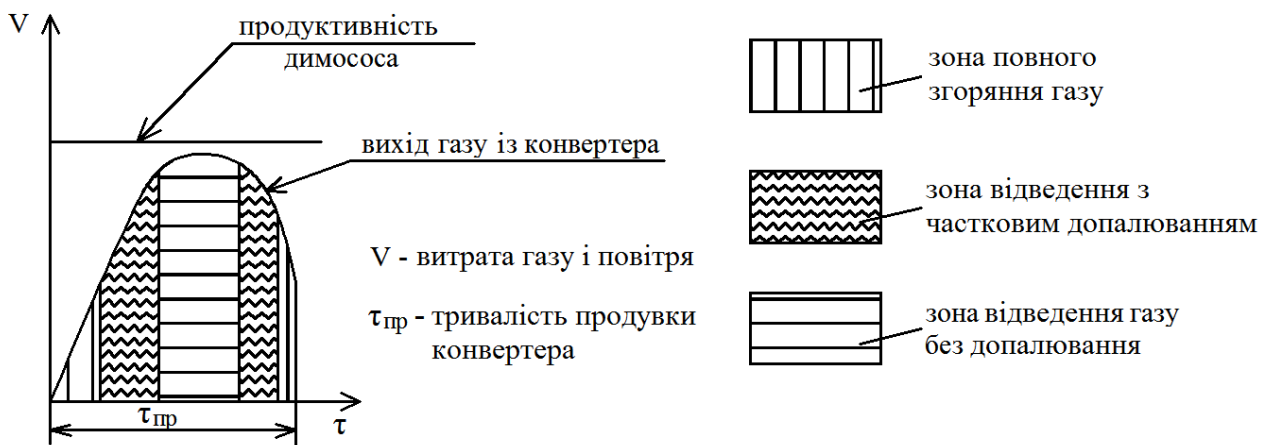 V
продуктивність
димососа
вихід газу із конвертера
V - витрата газу і повітря
τпр - тривалість продувки
конвертера
τпр
τ
зона повного
згоряння газу
зона відведення з
частковим допалюванням
зона відведення газу
без допалювання